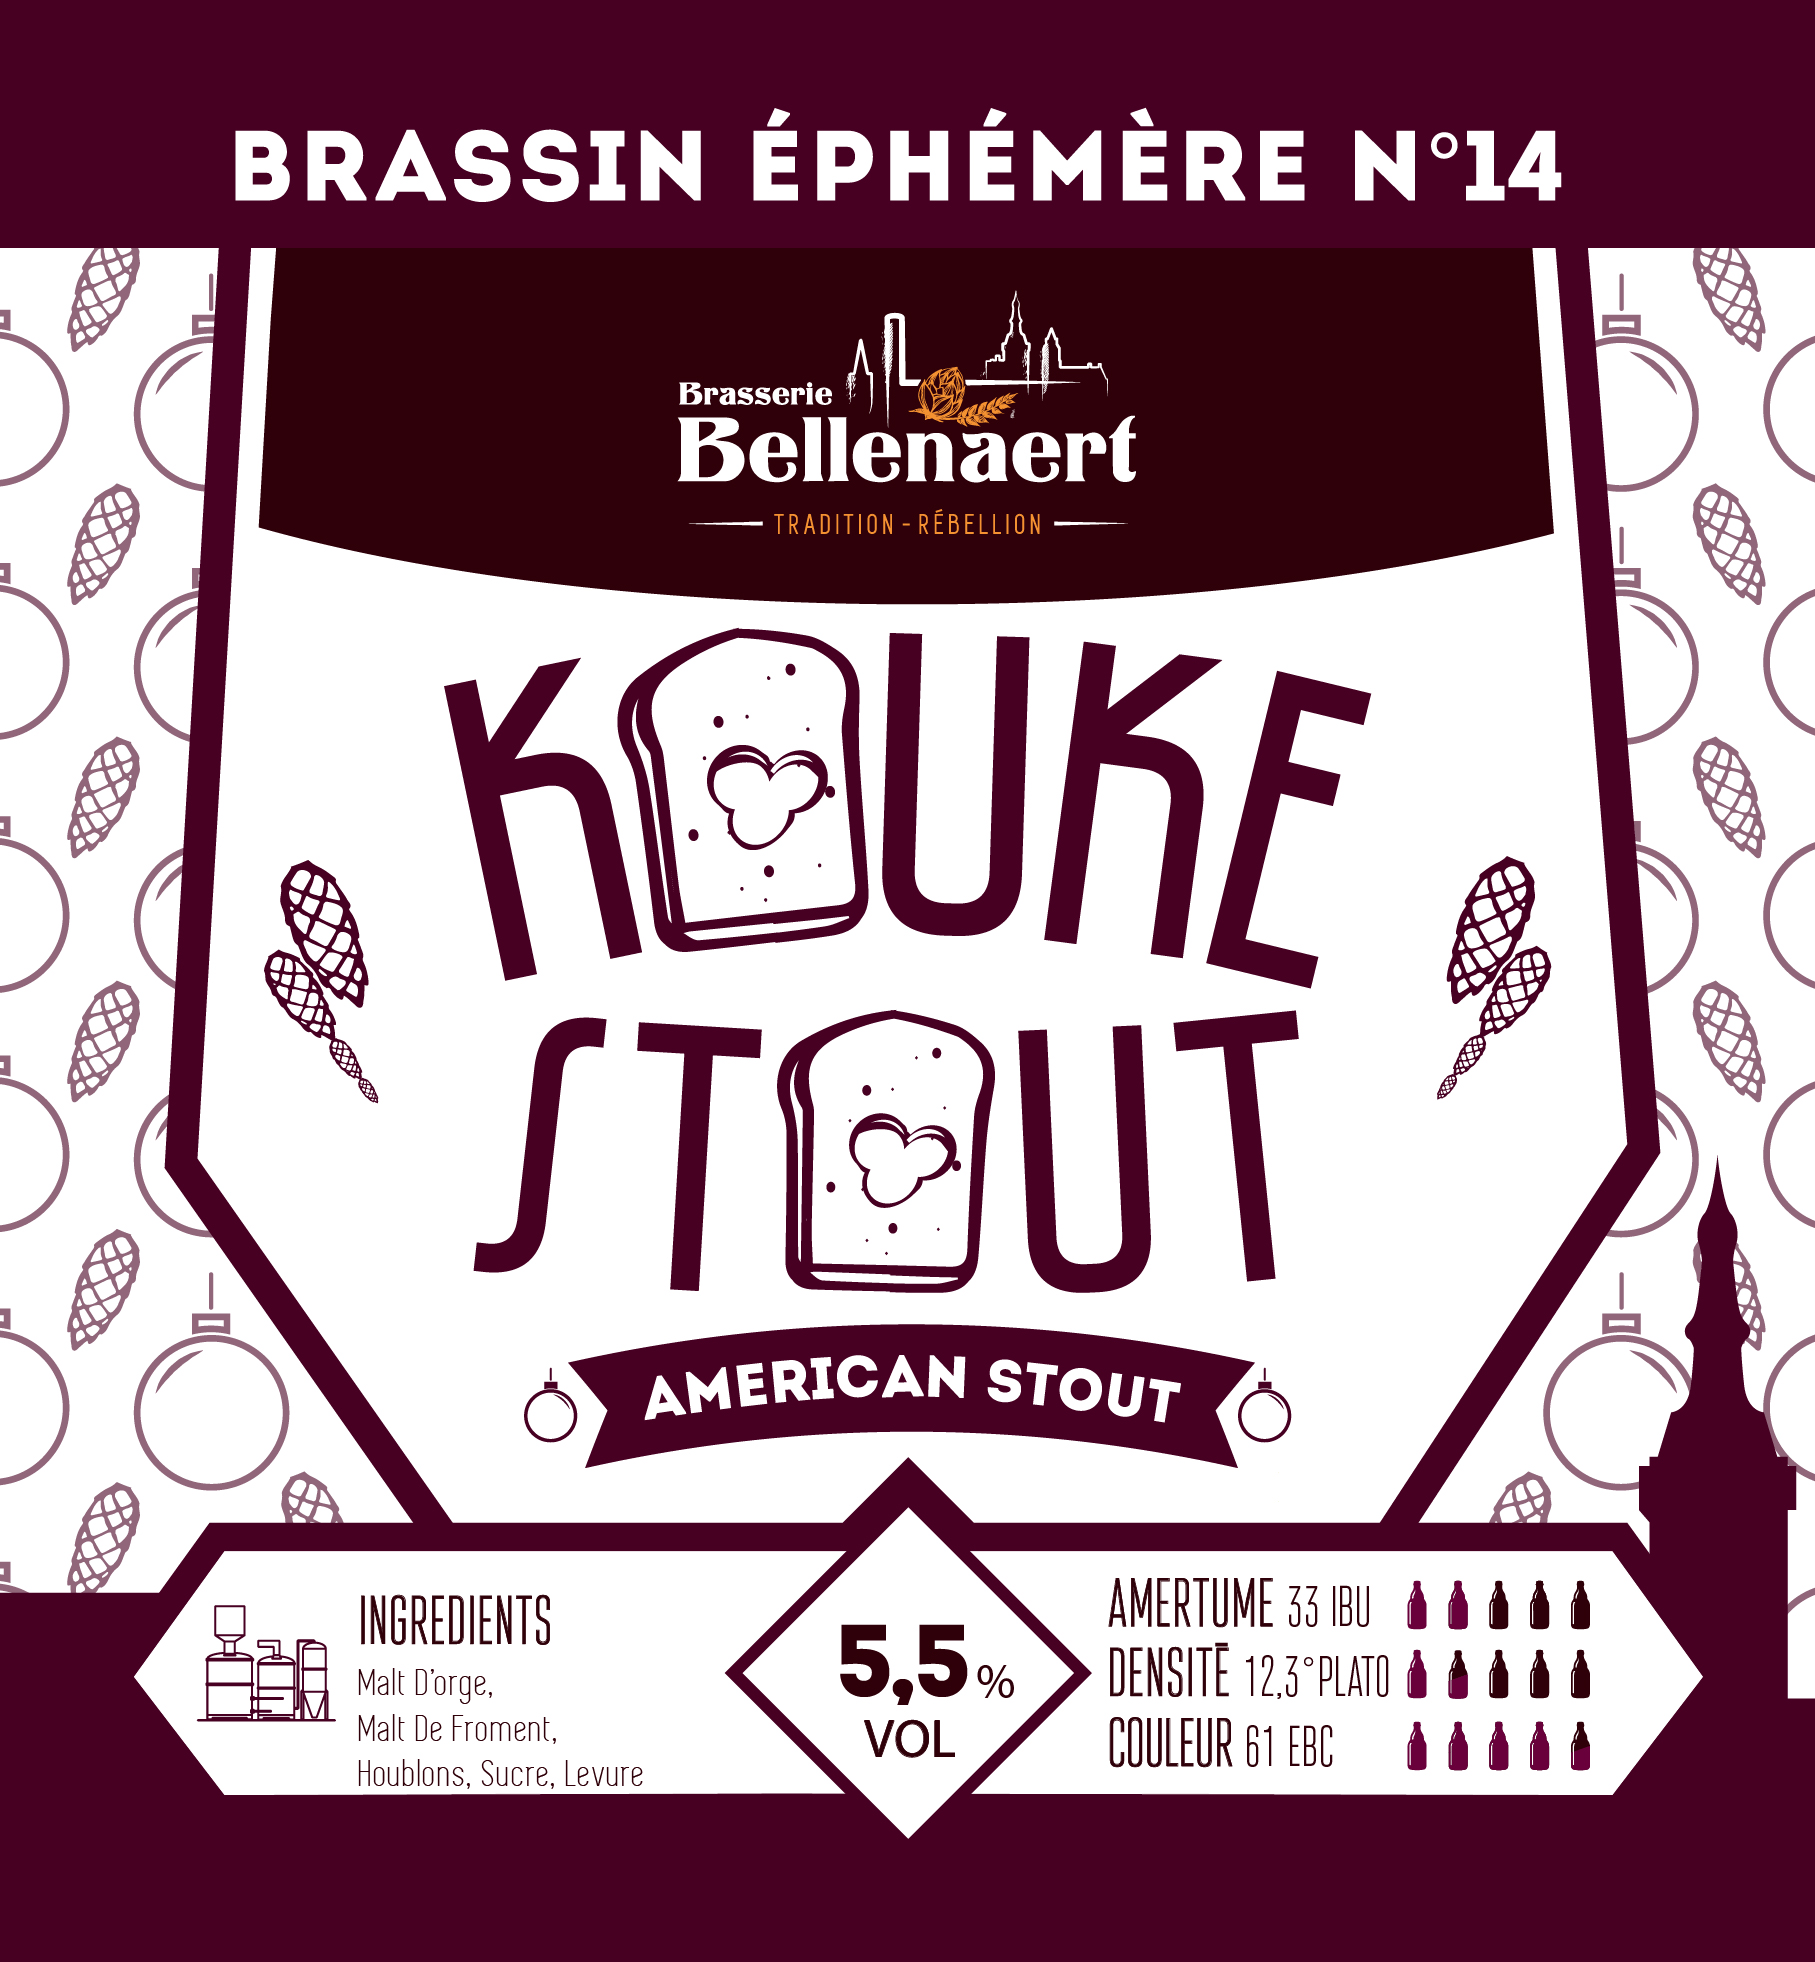 BRASSIN ÉPHÉMÈRE N°14
Brasserie
Bellenaert
TRADITION - RÉBELLION
KOUKE
STOUT
AMERICAN STOUT
INGREDIENTS
Malt D'orge,
Malt De Froment,
Houblons, Sucre, Levure
5,5%
VOL
AMERTUME 33 IBU
DENSITÉ 12,3°PLATO
COULEUR 61 EBC